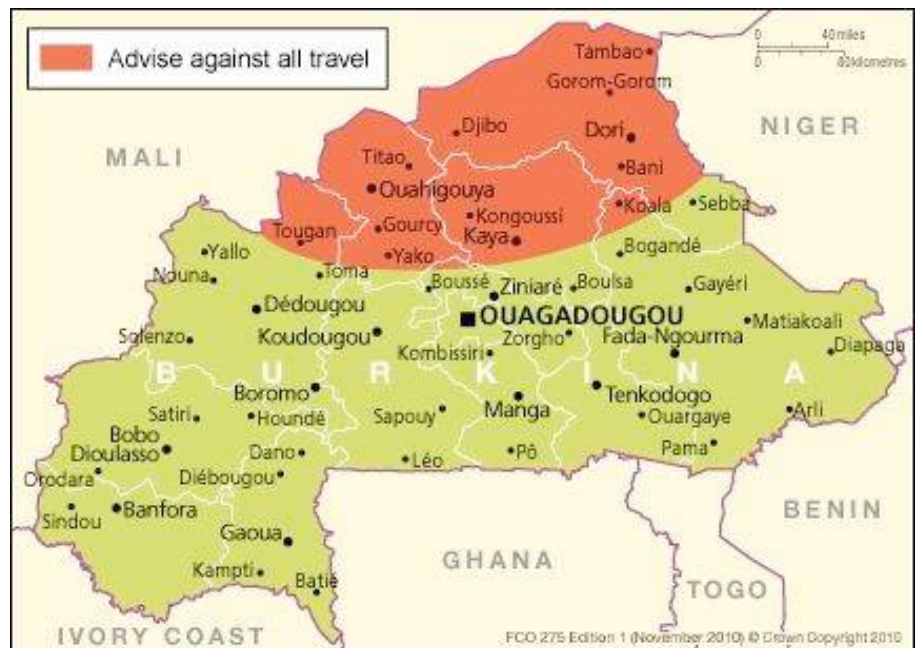 Advise against all travel
0 40 miles
0 80 kilometres
Tambao
Gorom-Gorom
NIGER
Djibo
Dori
MALI
Titao
Bani
Ouahigouya
Koala
Sebba
Kongoussi
Gourcy
Tougan
Kaya
Yako
Bogandé
Yallo
Toma
Nouna
Boussé
Ziniaré
Boulsa
Gayéri
Dédougou
OUAGADOUGOU
Matiakoali
Solenzo
Koudougou
Zorgho
Fada-Ngourma
Diapaga
Kombissiri
BURKINA
Boromo
Tenkodogo
Satiri
Houndé
Sapouy
Manga
Ouargaye
Arli
Bobo
Dioulasso
Dano
Pô
Pama
Léo
Orodara
Diébougou
Sindou
Banfora
BENIN
Gaoua
GHANA
Kampti
Batié
TOGO
IVORY COAST
FCO 275 Edition 1 (November 2010) © Crown Copyright 2010